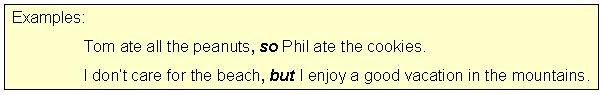 Examples:
Tom ate all the peanuts, so Phil ate the cookies.
I don't care for the beach, but I enjoy a good vacation in the mountains.